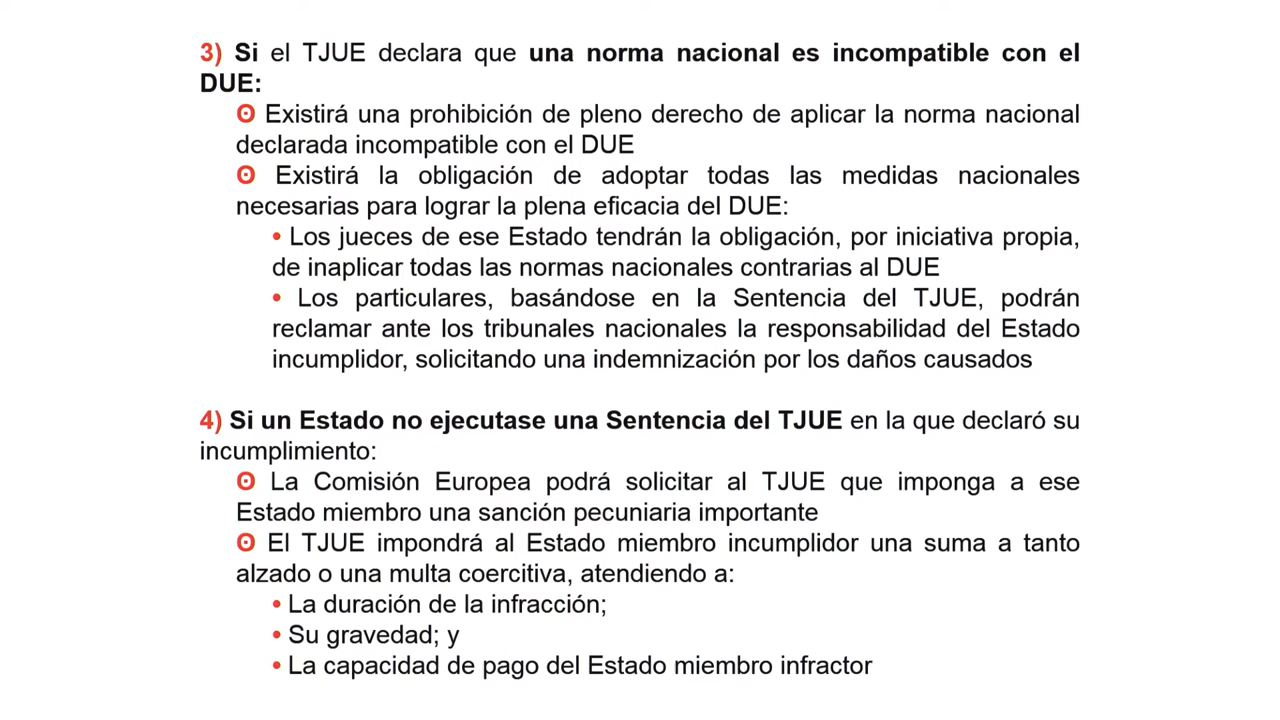 3) Si el TJUE declara que una norma nacional es incompatible con el
DUE:
ʘ Existirá una prohibición de pleno derecho de aplicar la norma nacional
declarada incompatible con el DUE
ʘ Existirá la obligación de adoptar todas las medidas nacionales
necesarias para lograr la plena eficacia del DUE:
• Los jueces de ese Estado tendrán la obligación, por iniciativa propia,
de inaplicar todas las normas nacionales contrarias al DUE
• Los particulares, basándose en la Sentencia del TJUE, podrán
reclamar ante los tribunales nacionales la responsabilidad del Estado
incumplidor, solicitando una indemnización por los daños causados
4) Si un Estado no ejecutase una Sentencia del TJUE en la que declaró su
incumplimiento:
ʘ La Comisión Europea podrá solicitar al TJUE que imponga a ese
Estado miembro una sanción pecuniaria importante
ʘ El TJUE impondrá al Estado miembro incumplidor una suma a tanto
alzado o una multa coercitiva, atendiendo a:
• La duración de la infracción;
• Su gravedad; y
• La capacidad de pago del Estado miembro infractor